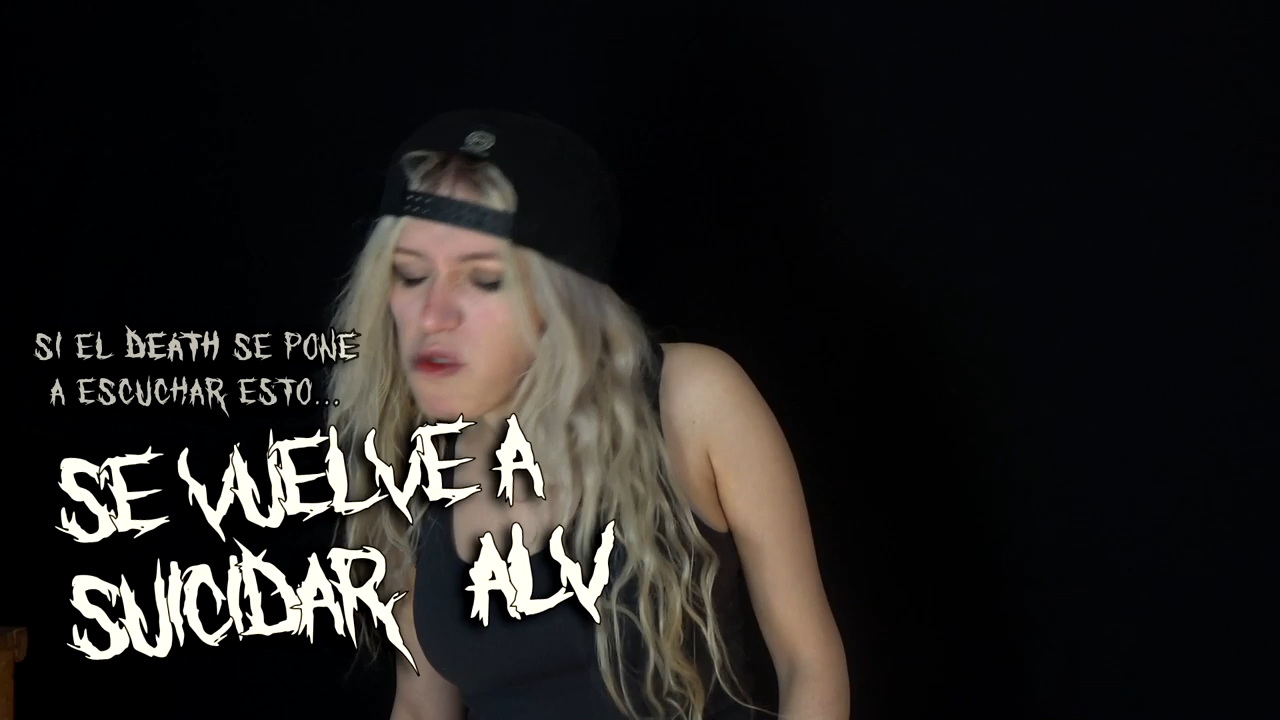 SI EL DEATH SE PONE
A ESCUCHAR ESTO...
SE VUELVE A
SUICIDAR ALV